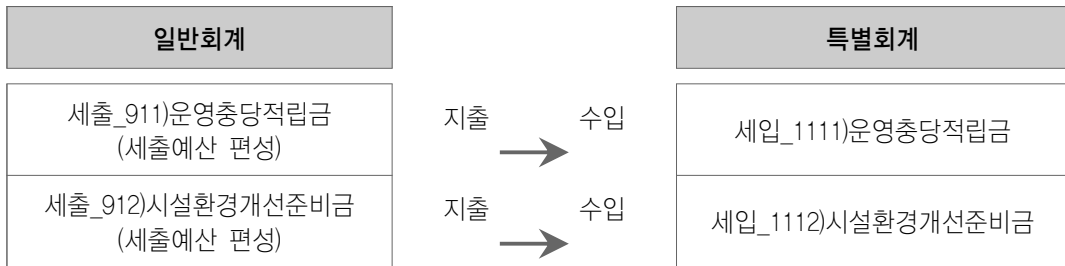 일반회계
특별회계
세출_911)운영충당적립금
(세출예산 편성)
지출
수입
세입_1111)운영충당적립금
세출_912)시설환경개선준비금
(세출예산 편성)
지출
수입
세입_1112)시설환경개선준비금